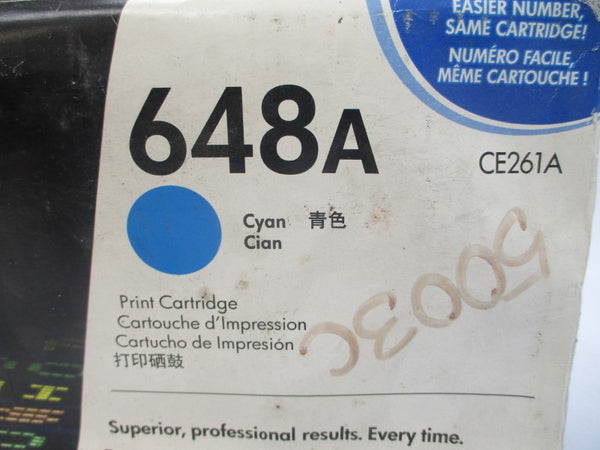 EASIER NUMBER,
SAME CARTRIDGE!
NUMÉRO FACILE,
MÊME CARTOUCHE !
648A
CE261A
Cyan 青色
Cian
Print Cartridge
Cartouche d'Impression
Cartucho de Impresión
打印硒鼓
Superior, professional results. Every time.